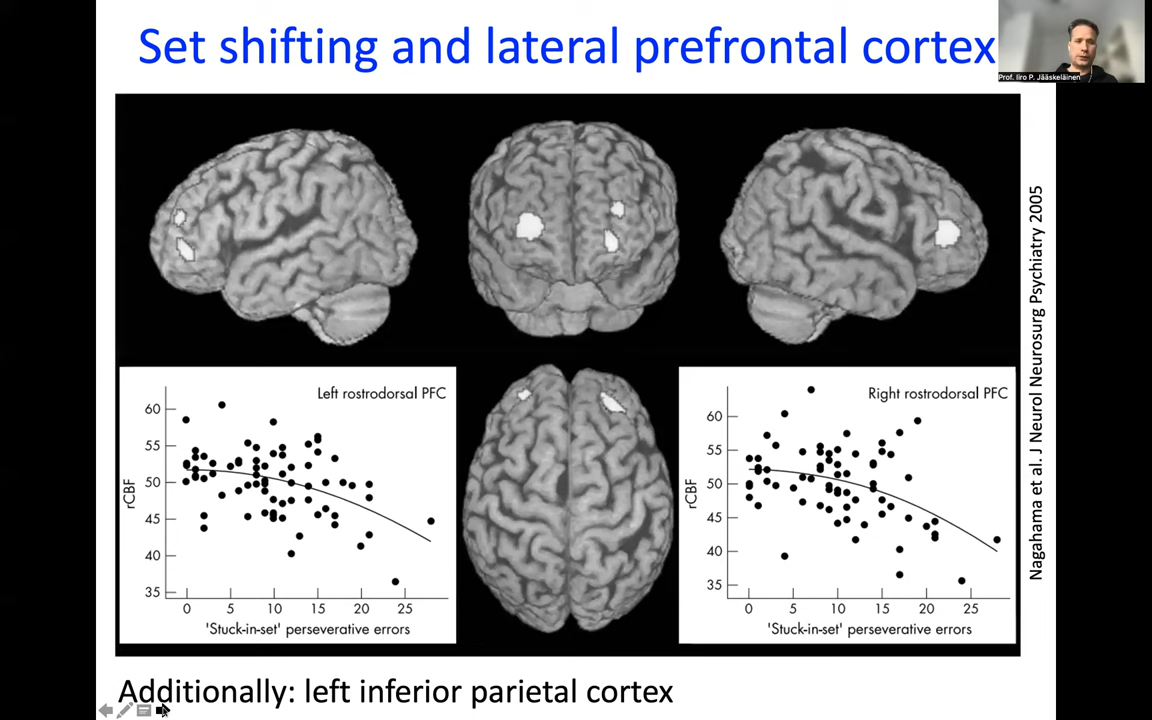 Set shifting and lateral prefrontal cortex
Prof. Iiro P. Jääskeläinen
Nagahama et al. J Neurol Neurosurg Psychiatry 2005
Left rostrodorsal PFC
rCBF
60
55
50
45
40
35
0 5 10 15 20 25
'Stuck-in-set' perseverative errors
Right rostrodorsal PFC
rCBF
60
55
50
45
40
35
0 5 10 15 20 25
'Stuck-in-set' perseverative errors
Additionally: left inferior parietal cortex